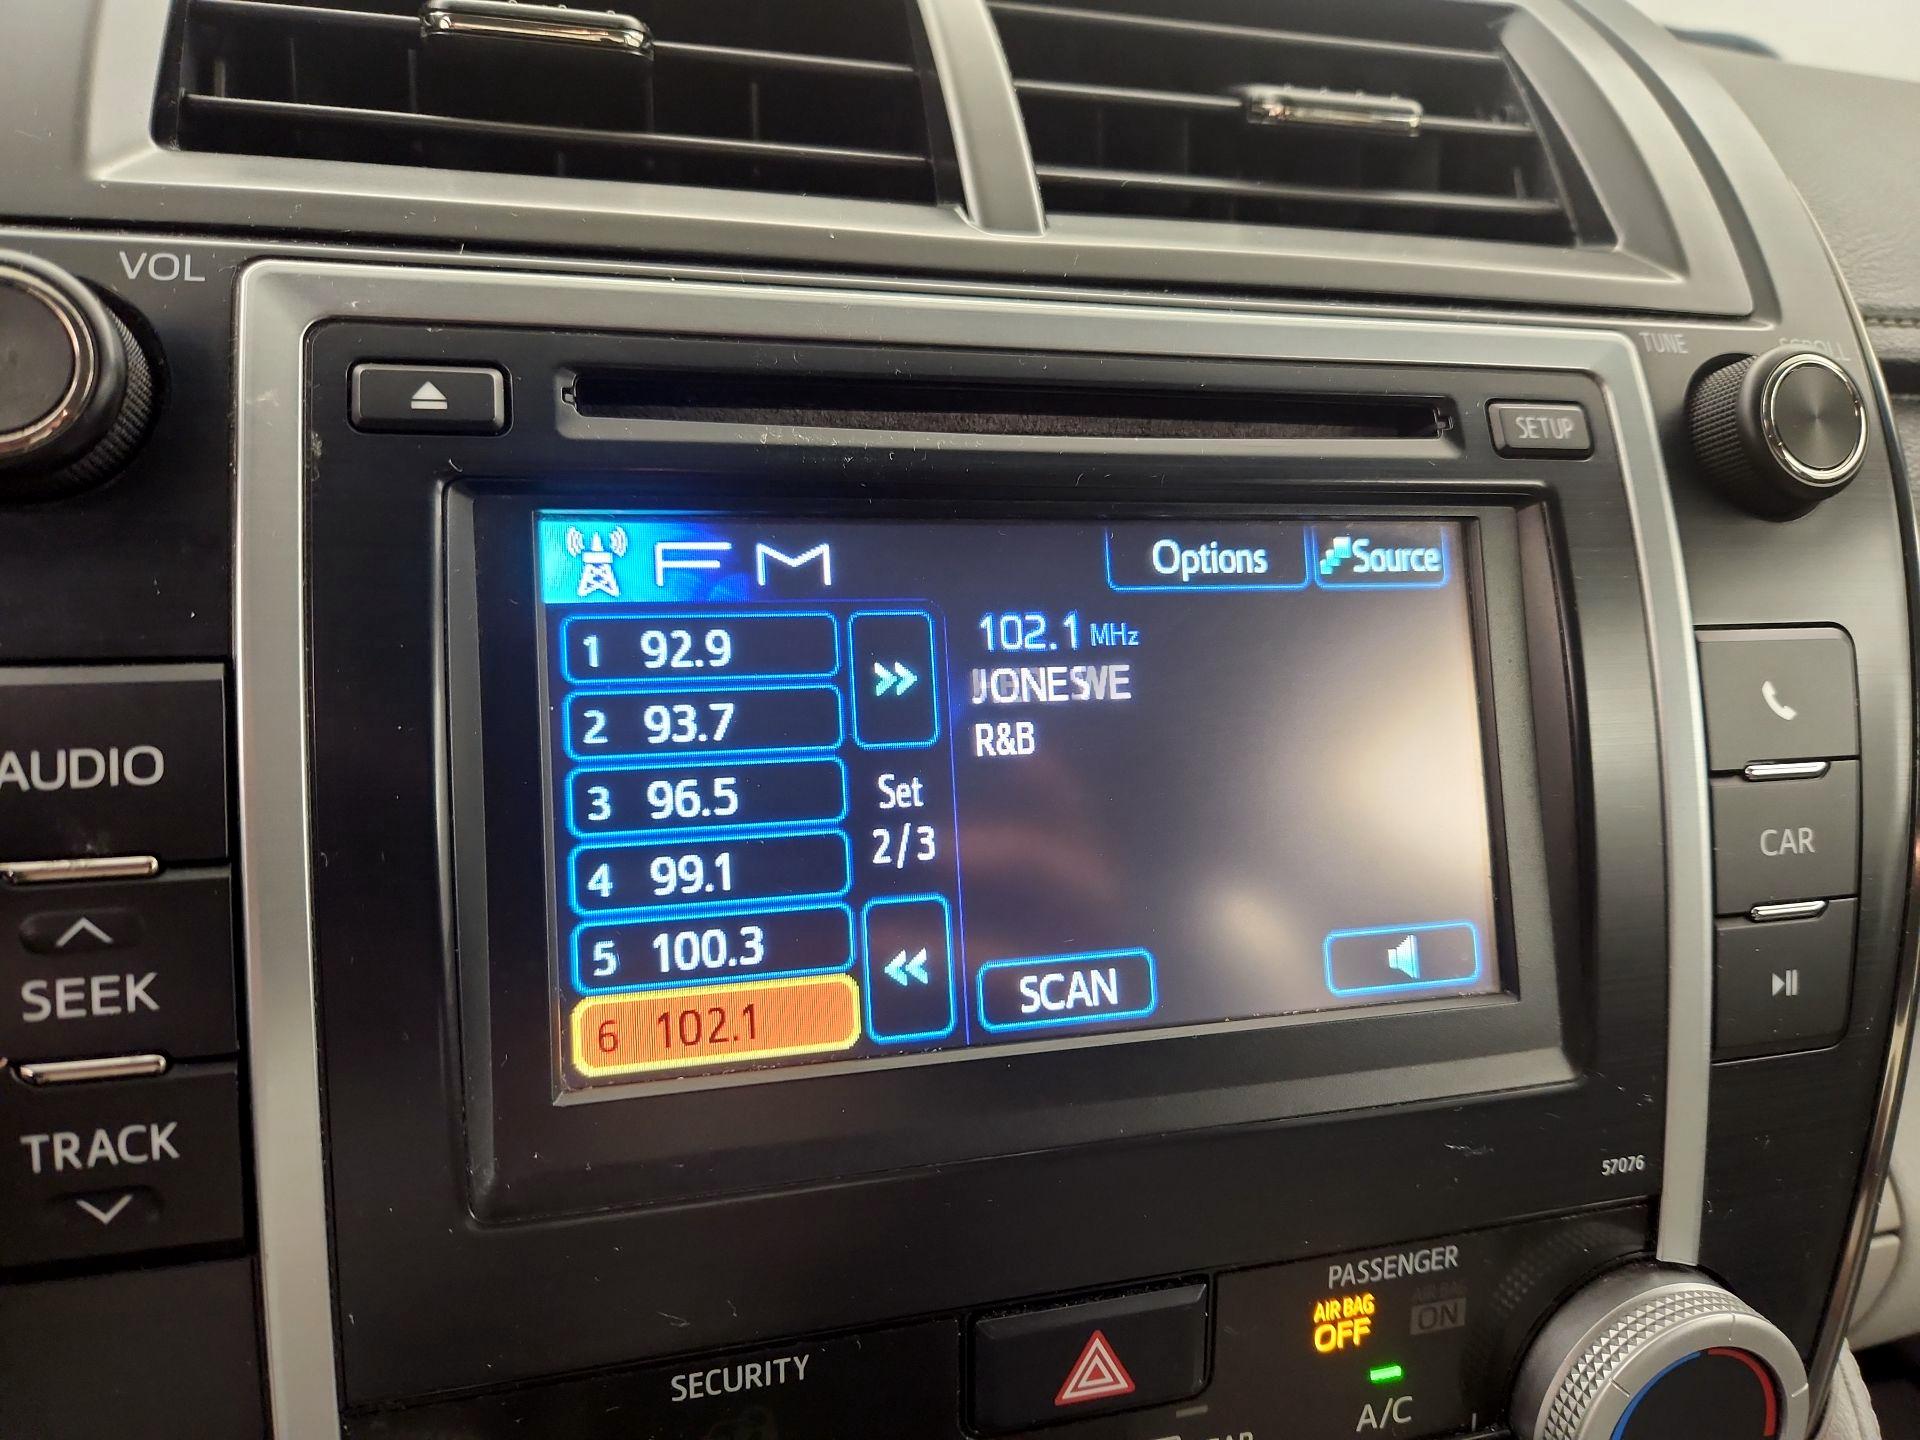 VOL
TUNE
SCROLL
SETUP
FM
Options
Source
1 92.9
2 93.7
3 96.5
4 99.1
5 100.3
6 102.1
Set
2/3
102.1 MHz
R&B
SCAN
AUDIO
SEEK
TRACK
CAR
57076
PASSENGER
AIR BAG
OFF
AIR BAG
ON
SECURITY
A/C